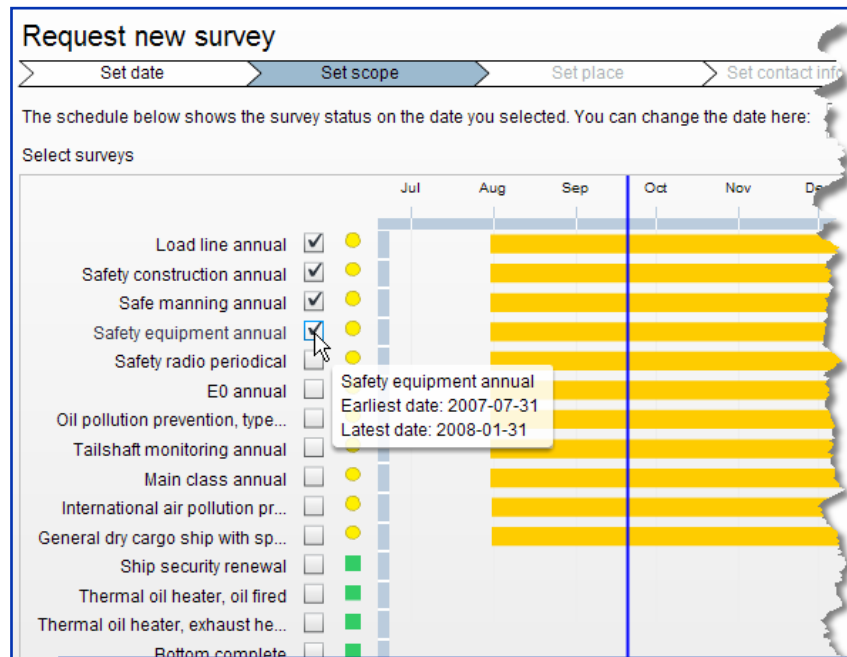 Request new survey
Set date Set scope Set place Set contact info
The schedule below shows the survey status on the date you selected. You can change the date here:
Select surveys
Jul Aug Sep Oct Nov
Load line annual
Safety construction annual
Safe manning annual
Safety equipment annual
Safety radio periodical
E0 annual
Oil pollution prevention, type...
Tailshaft monitoring annual
Main class annual
International air pollution pr...
General dry cargo ship with sp...
Ship security renewal
Thermal oil heater, oil fired
Thermal oil heater, exhaust he...
Bottom complete
Safety equipment annual
Earliest date: 2007-07-31
Latest date: 2008-01-31